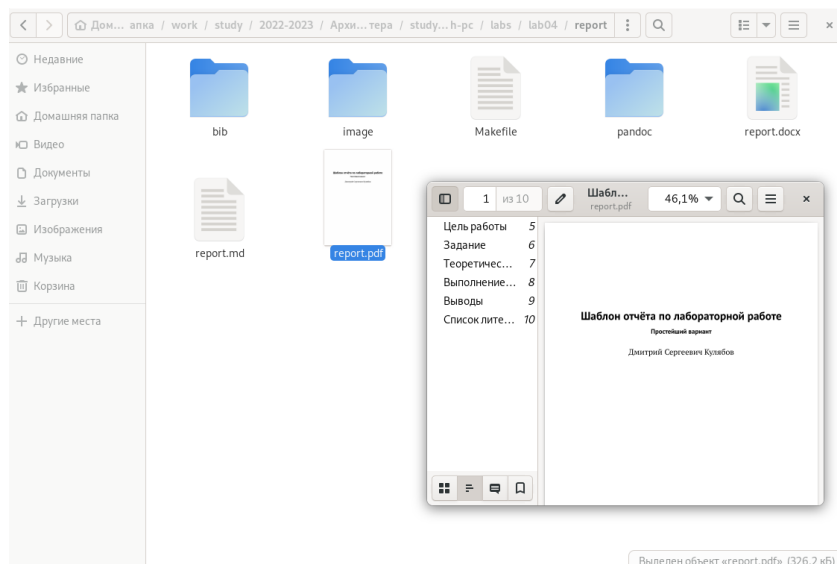 Дом... апка / work / study / 2022-2023 / Архи... тера / study...h-pc / labs / lab04 / report
Недавние
Избранные
Домашняя папка
Видео
Документы
Загрузки
Изображения
Музыка
Корзина
Другие места
bib
image
Makefile
pandoc
report.docx
report.md
report.pdf
1 из 10
Шабл...
report.pdf
46,1%
Цель работы 5
Задание 6
Теоретичес... 7
Выполнение... 8
Выводы 9
Список лите... 10
Шаблон отчёта по лабораторной работе
Простейший вариант
Дмитрий Сергеевич Кулябов
Выделен объект «report.pdf» (326,2 кБ)